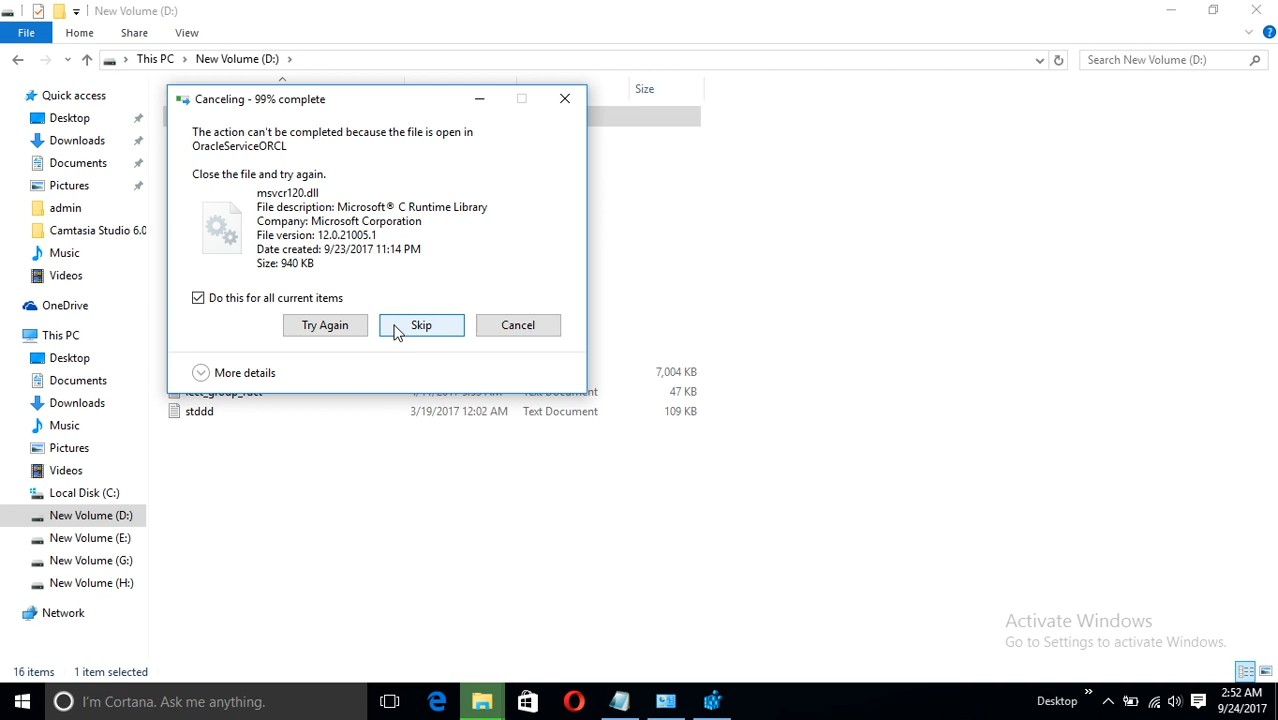 New Volume (D:)
File Home Share View
This PC New Volume (D:) Search New Volume (D:)
Quick access
Desktop
Downloads
Documents
Pictures
admin
Camtasia Studio 6.0
Music
Videos
OneDrive
This PC
Desktop
Documents
Downloads
Music
Pictures
Videos
Local Disk (C:)
New Volume (D:)
New Volume (E:)
New Volume (G:)
New Volume (H:)
Network
Size
Canceling - 99% complete
The action can't be completed because the file is open in
OracleServiceORCL
Close the file and try again.
msvcr120.dll
File description: Microsoft® C Runtime Library
Company: Microsoft Corporation
File version: 12.0.21005.1
Date created: 9/23/2017 11:14 PM
Size: 940 KB
Do this for all current items
Try Again Skip Cancel
More details
7,004 KB
47 KB
stddd 3/19/2017 12:02 AM Text Document 109 KB
Activate Windows
Go to Settings to activate Windows.
16 items 1 item selected
I'm Cortana. Ask me anything.
Desktop
2:52 AM
9/24/2017